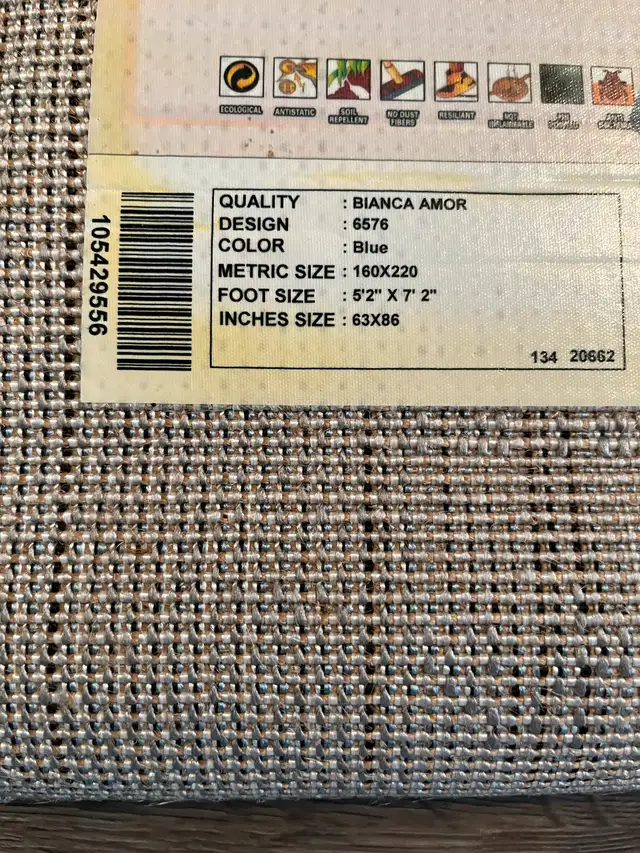 ECOLOGICAL ANTISTATIC SOIL REPELLENT NO DUST FIBERS RESILIANT NOT
QUALITY : BIANCA AMOR
DESIGN : 6576
COLOR : Blue
METRIC SIZE : 160X220
FOOT SIZE : 5'2" X 7' 2"
INCHES SIZE : 63X86
134 20662
105429556